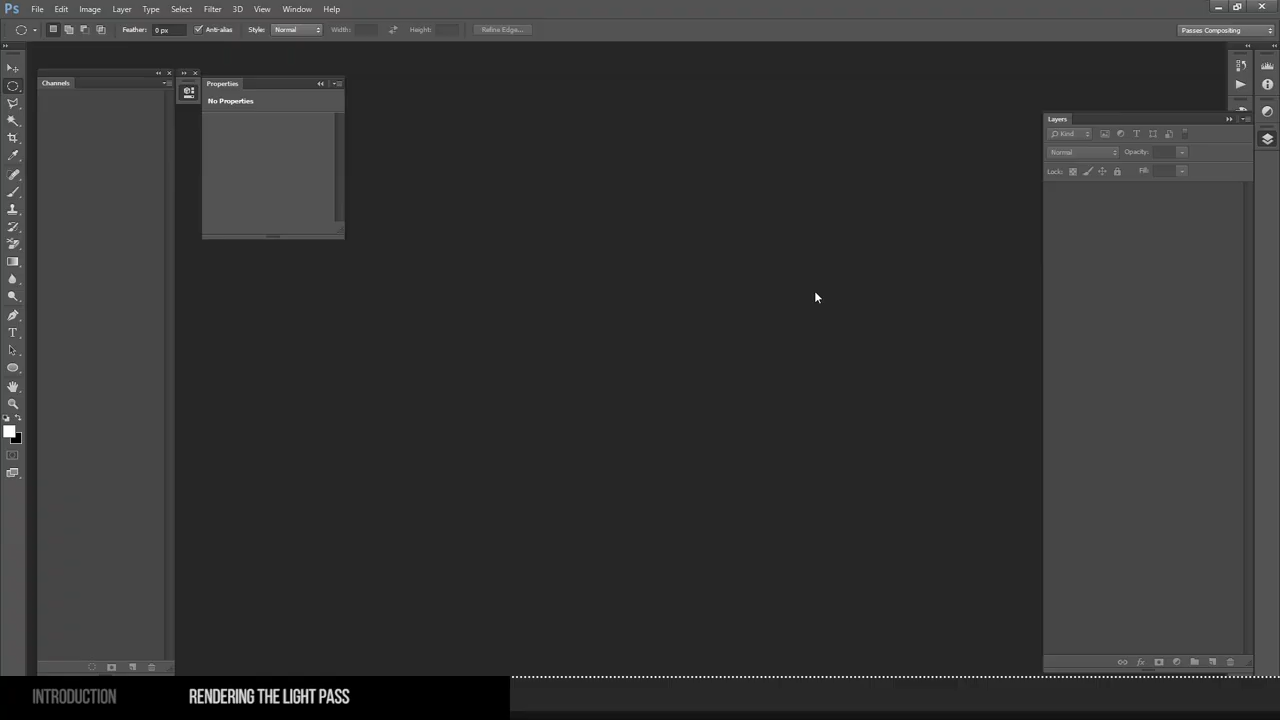 Ps File Edit Image Layer Type Select Filter 3D View Window Help
Feather: 0 px Anti-alias Style: Normal Width: Height: Refine Edge... Passes Compositing
Channels
Properties
No Properties
Layers
Kind
Normal Opacity:
Lock: Fill:
INTRODUCTION RENDERING THE LIGHT PASS